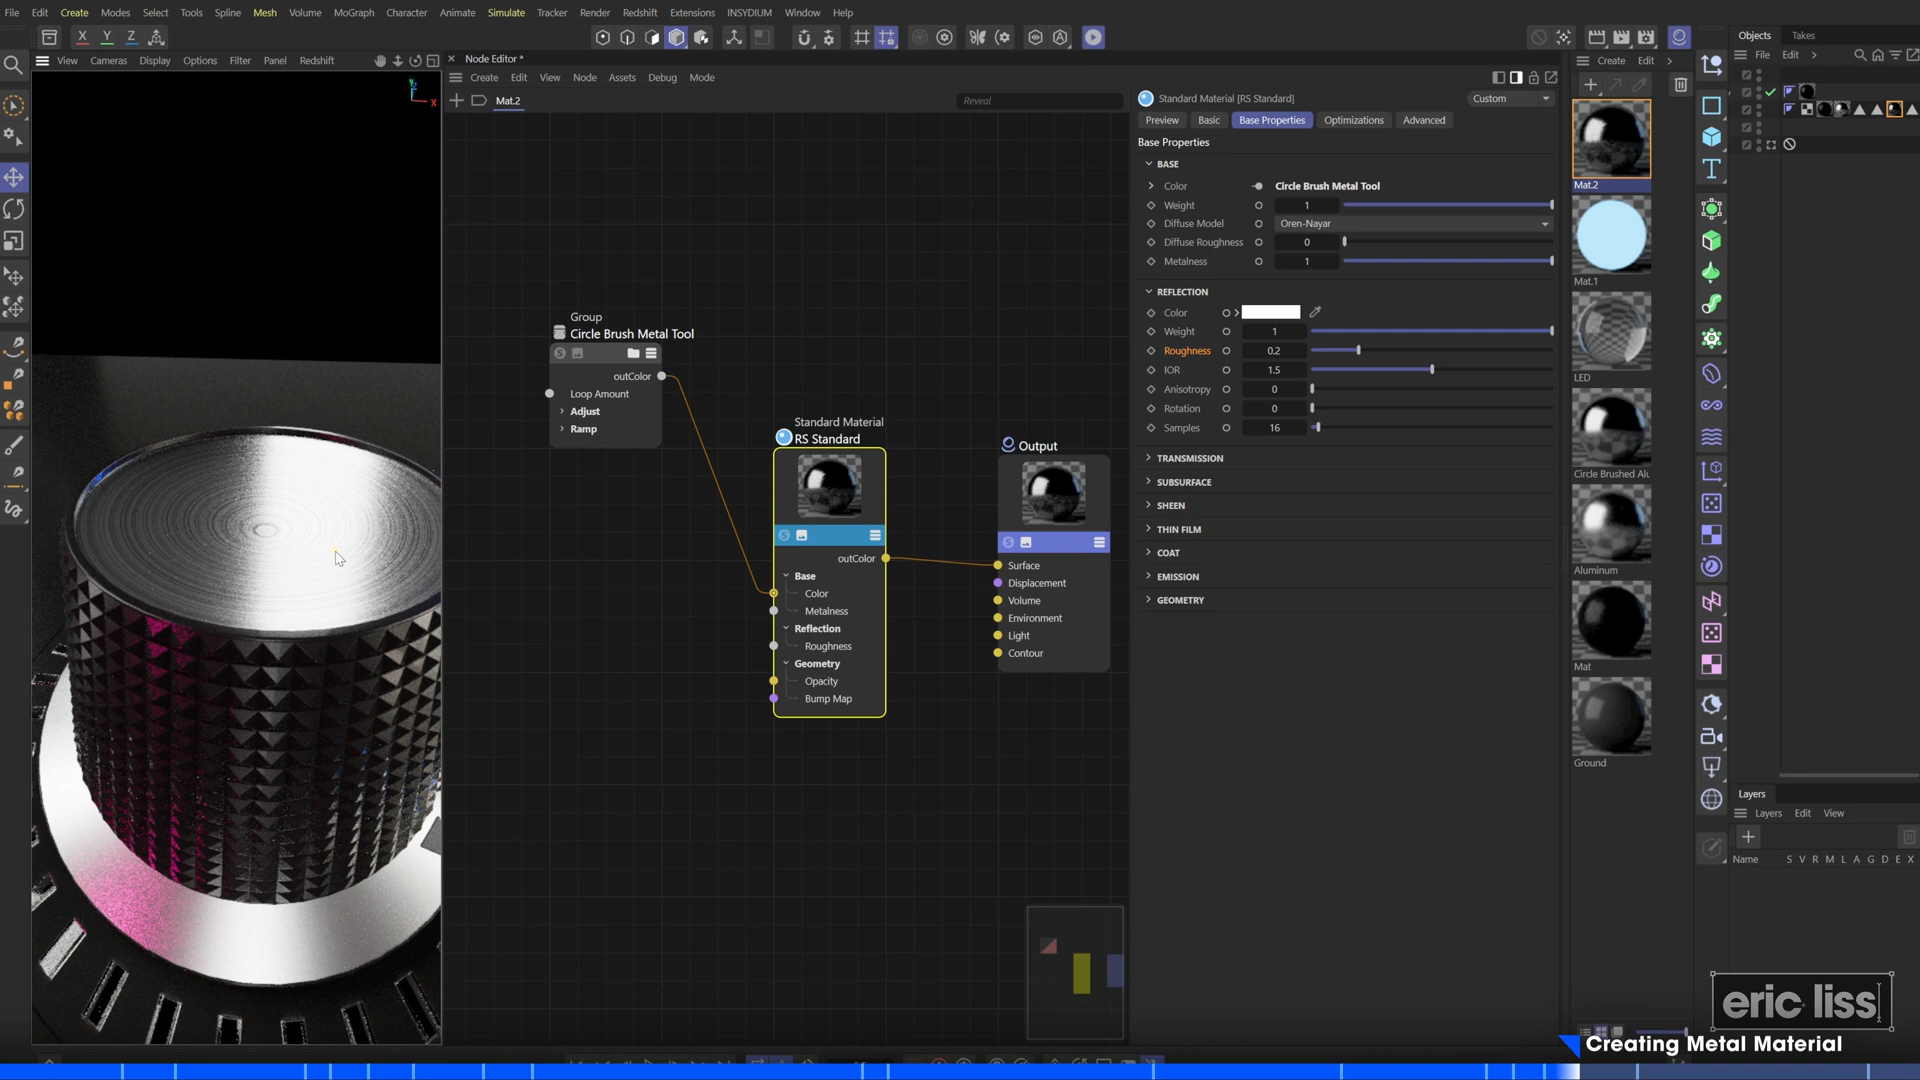 File Edit Create Modes Select Tools Spline Mesh Volume MoGraph Character Animate Simulate Tracker Render Redshift Extensions INSYDIUM Window Help
X Y Z
Objects Takes
View Cameras Display Options Filter Panel Redshift
Node Editor *
Create Edit View Node Assets Debug Mode
Mat.2
Reveal
Create Edit
File Edit
Y
X
Standard Material [RS Standard]
Custom
Preview Basic Base Properties Optimizations Advanced
Base Properties
BASE
Color Circle Brush Metal Tool
Weight 1
Diffuse Model Oren-Nayar
Diffuse Roughness 0
Metalness 1
REFLECTION
Color
Weight 1
Roughness 0.2
IOR 1.5
Anisotropy 0
Rotation 0
Samples 16
TRANSMISSION
SUBSURFACE
SHEEN
THIN FILM
COAT
EMISSION
GEOMETRY
Group
Circle Brush Metal Tool
S
outColor
Loop Amount
Adjust
Ramp
Standard Material
RS Standard
S
outColor
Base
Color
Metalness
Reflection
Roughness
Geometry
Opacity
Bump Map
Output
S
Surface
Displacement
Volume
Environment
Light
Contour
Mat.2
Mat.1
LED
Circle Brushed Alu
Aluminum
Mat
Ground
T
Layers
Layers Edit View
Name S V R M L A G D E X
eric liss
Creating Metal Material